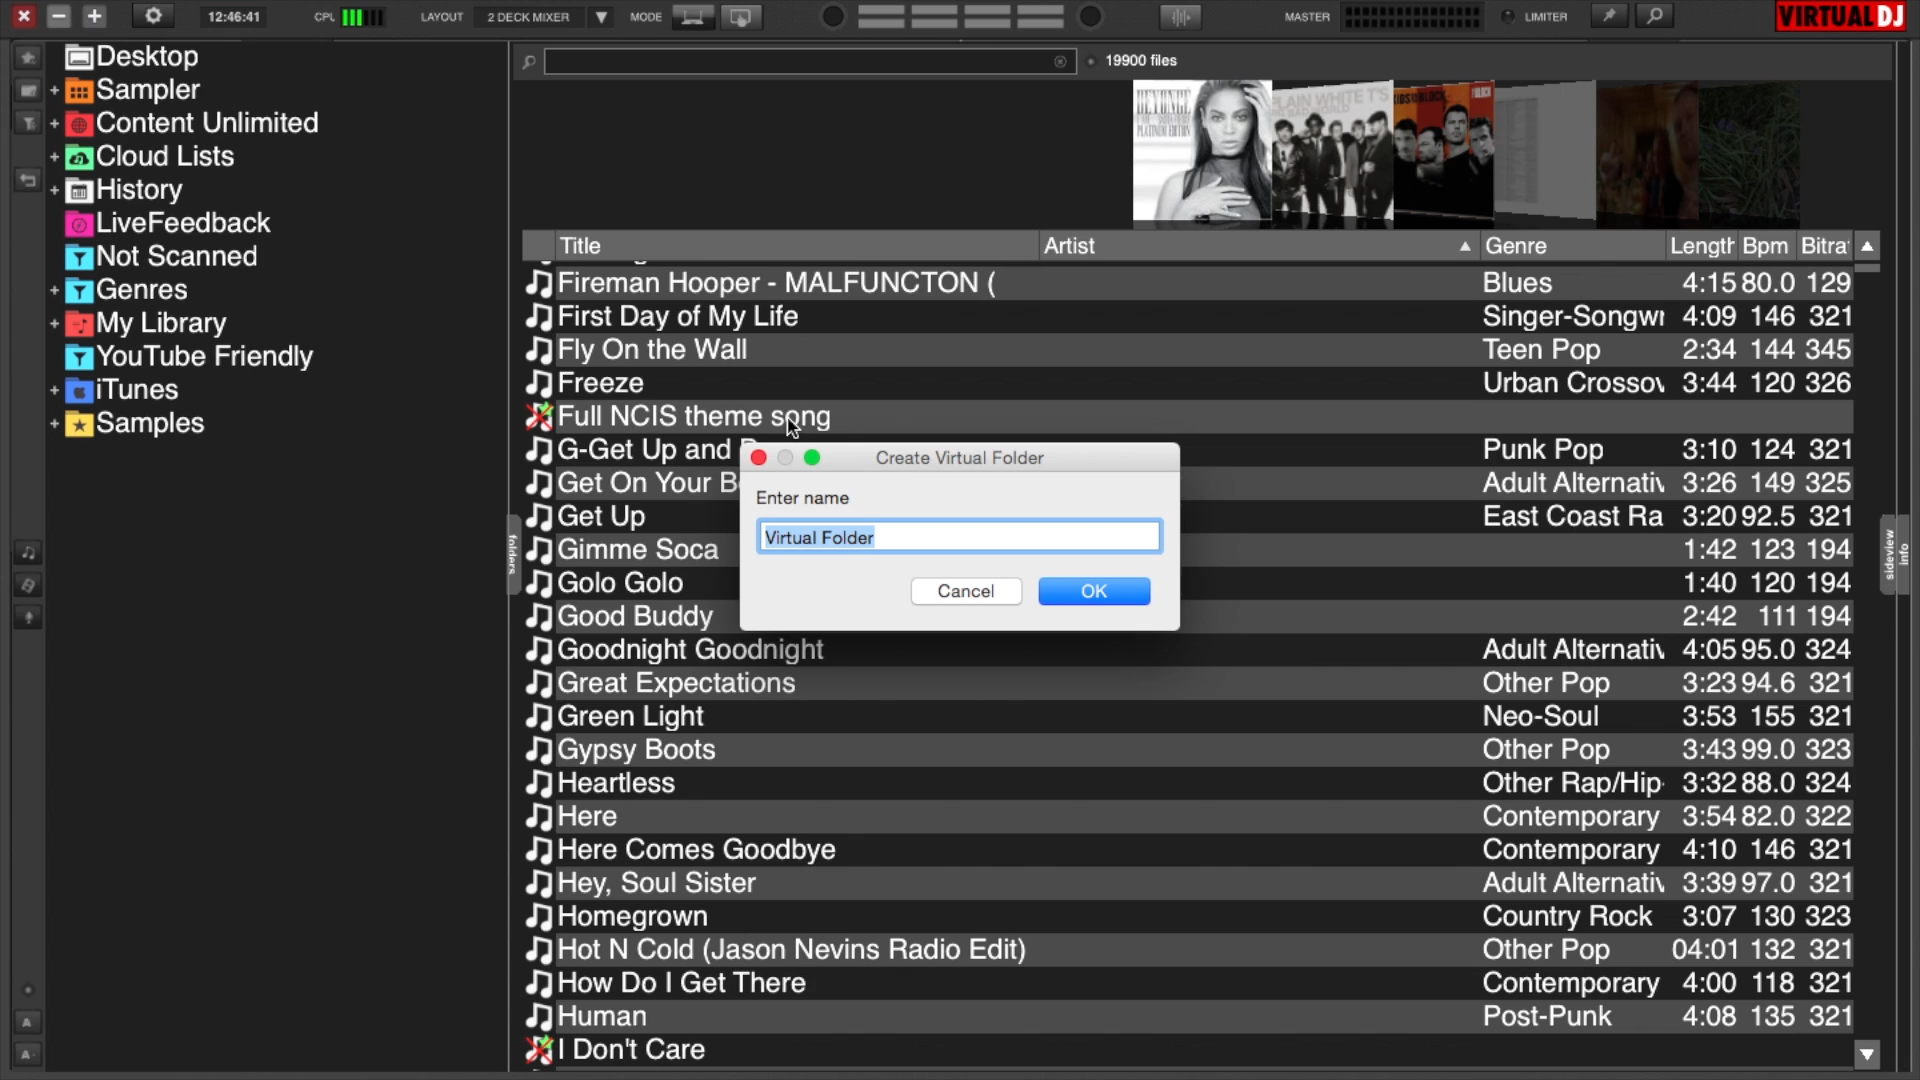 12:46:41 CPU LAYOUT 2 DECK MIXER MODE MASTER LIMITER VIRTUAL DJ
Desktop
Sampler
Content Unlimited
Cloud Lists
History
LiveFeedback
Not Scanned
Genres
My Library
YouTube Friendly
iTunes
Samples
19900 files
BEYONCE
PLATINUM EDITION
PLAIN WHITE T'S
Title Artist Genre Length Bpm Bitra
Fireman Hooper - MALFUNCTON ( Blues 4:15 80.0 129
First Day of My Life Singer-Songwr 4:09 146 321
Fly On the Wall Teen Pop 2:34 144 345
Freeze Urban Crossov 3:44 120 326
Full NCIS theme song
G-Get Up and Punk Pop 3:10 124 321
Get On Your B Adult Alternativ 3:26 149 325
Get Up East Coast Ra 3:20 92.5 321
Gimme Soca 1:42 123 194
Golo Golo 1:40 120 194
Good Buddy 2:42 111 194
Goodnight Goodnight Adult Alternativ 4:05 95.0 324
Great Expectations Other Pop 3:23 94.6 321
Green Light Neo-Soul 3:53 155 321
Gypsy Boots Other Pop 3:43 99.0 323
Heartless Other Rap/Hip- 3:32 88.0 324
Here Contemporary 3:54 82.0 322
Here Comes Goodbye Contemporary 4:10 146 321
Hey, Soul Sister Adult Alternativ 3:39 97.0 321
Homegrown Country Rock 3:07 130 323
Hot N Cold (Jason Nevins Radio Edit) Other Pop 04:01 132 321
How Do I Get There Contemporary 4:00 118 321
Human Post-Punk 4:08 135 321
I Don't Care
Create Virtual Folder
Enter name
Virtual Folder
Cancel OK
folders
sideview
info
A
A